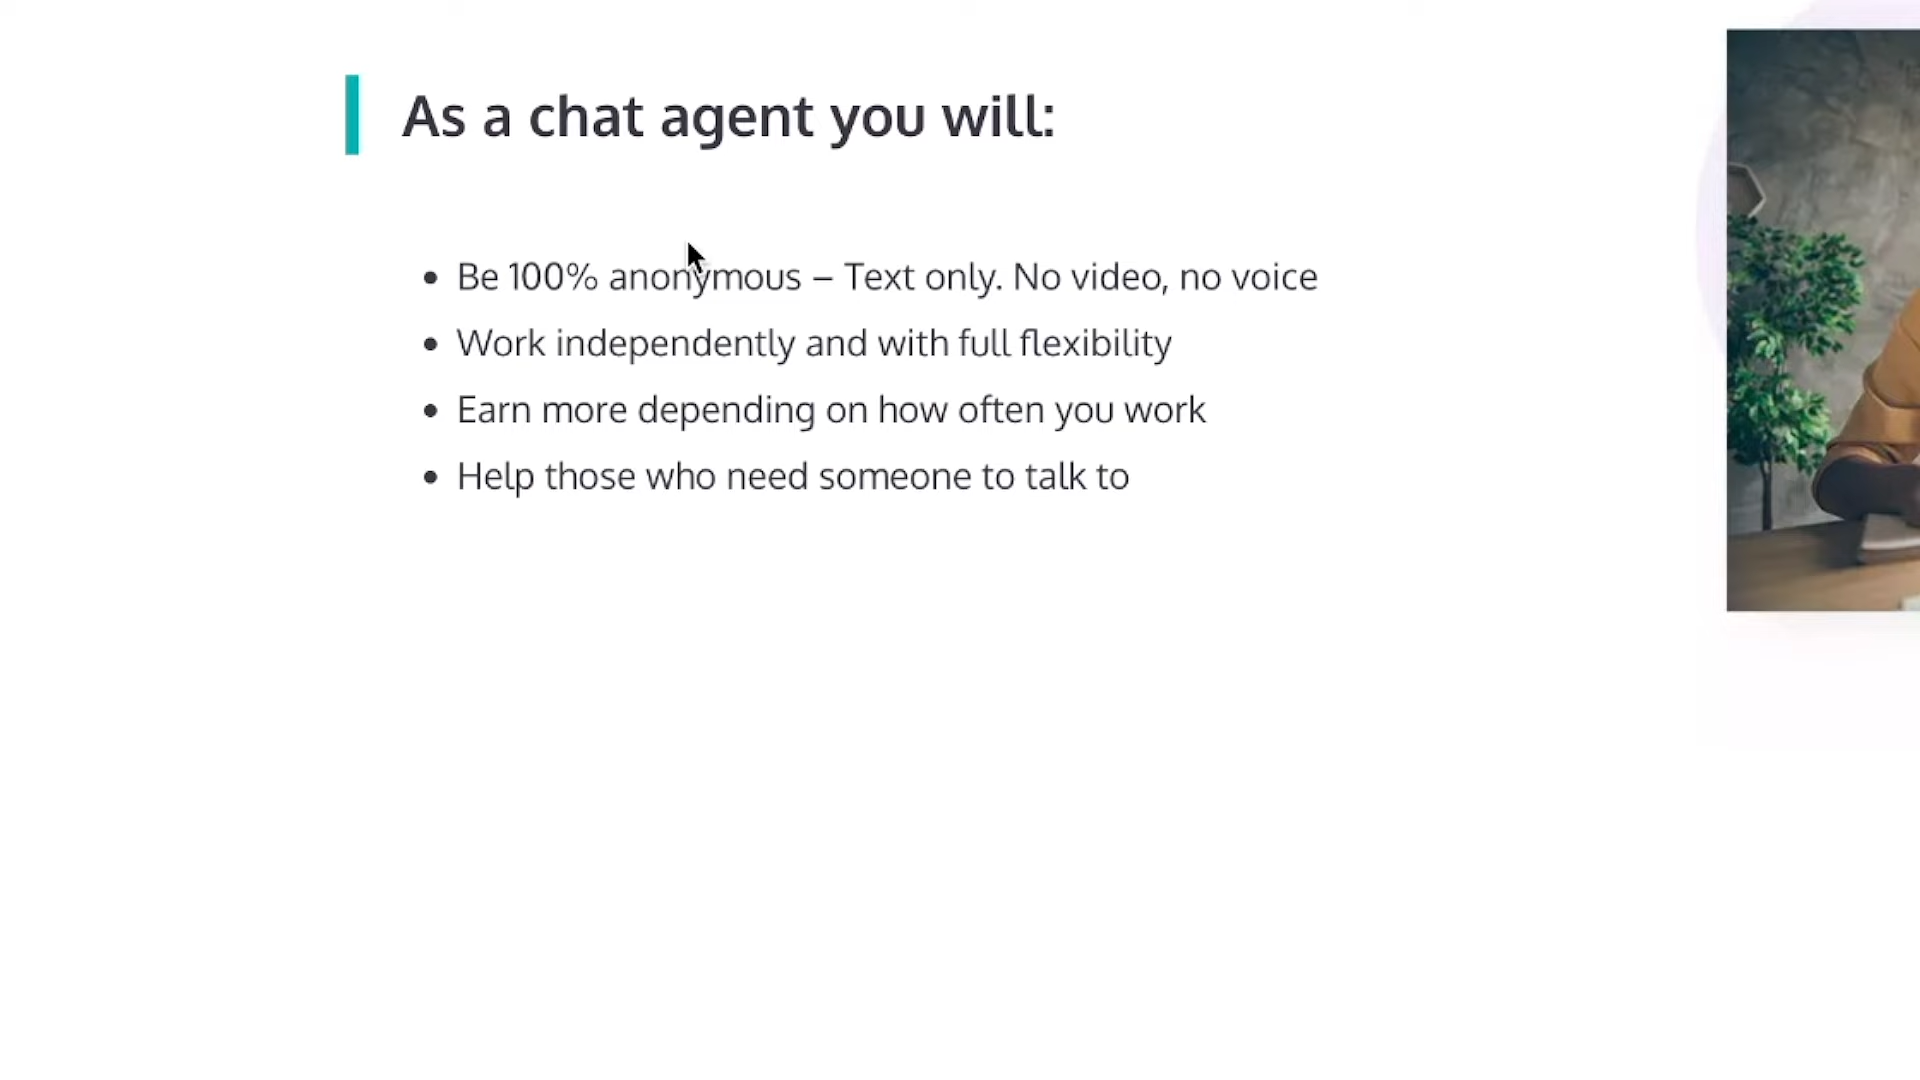 As a chat agent you will:
Be 100% anonymous – Text only. No video, no voice
Work independently and with full flexibility
Earn more depending on how often you work
Help those who need someone to talk to